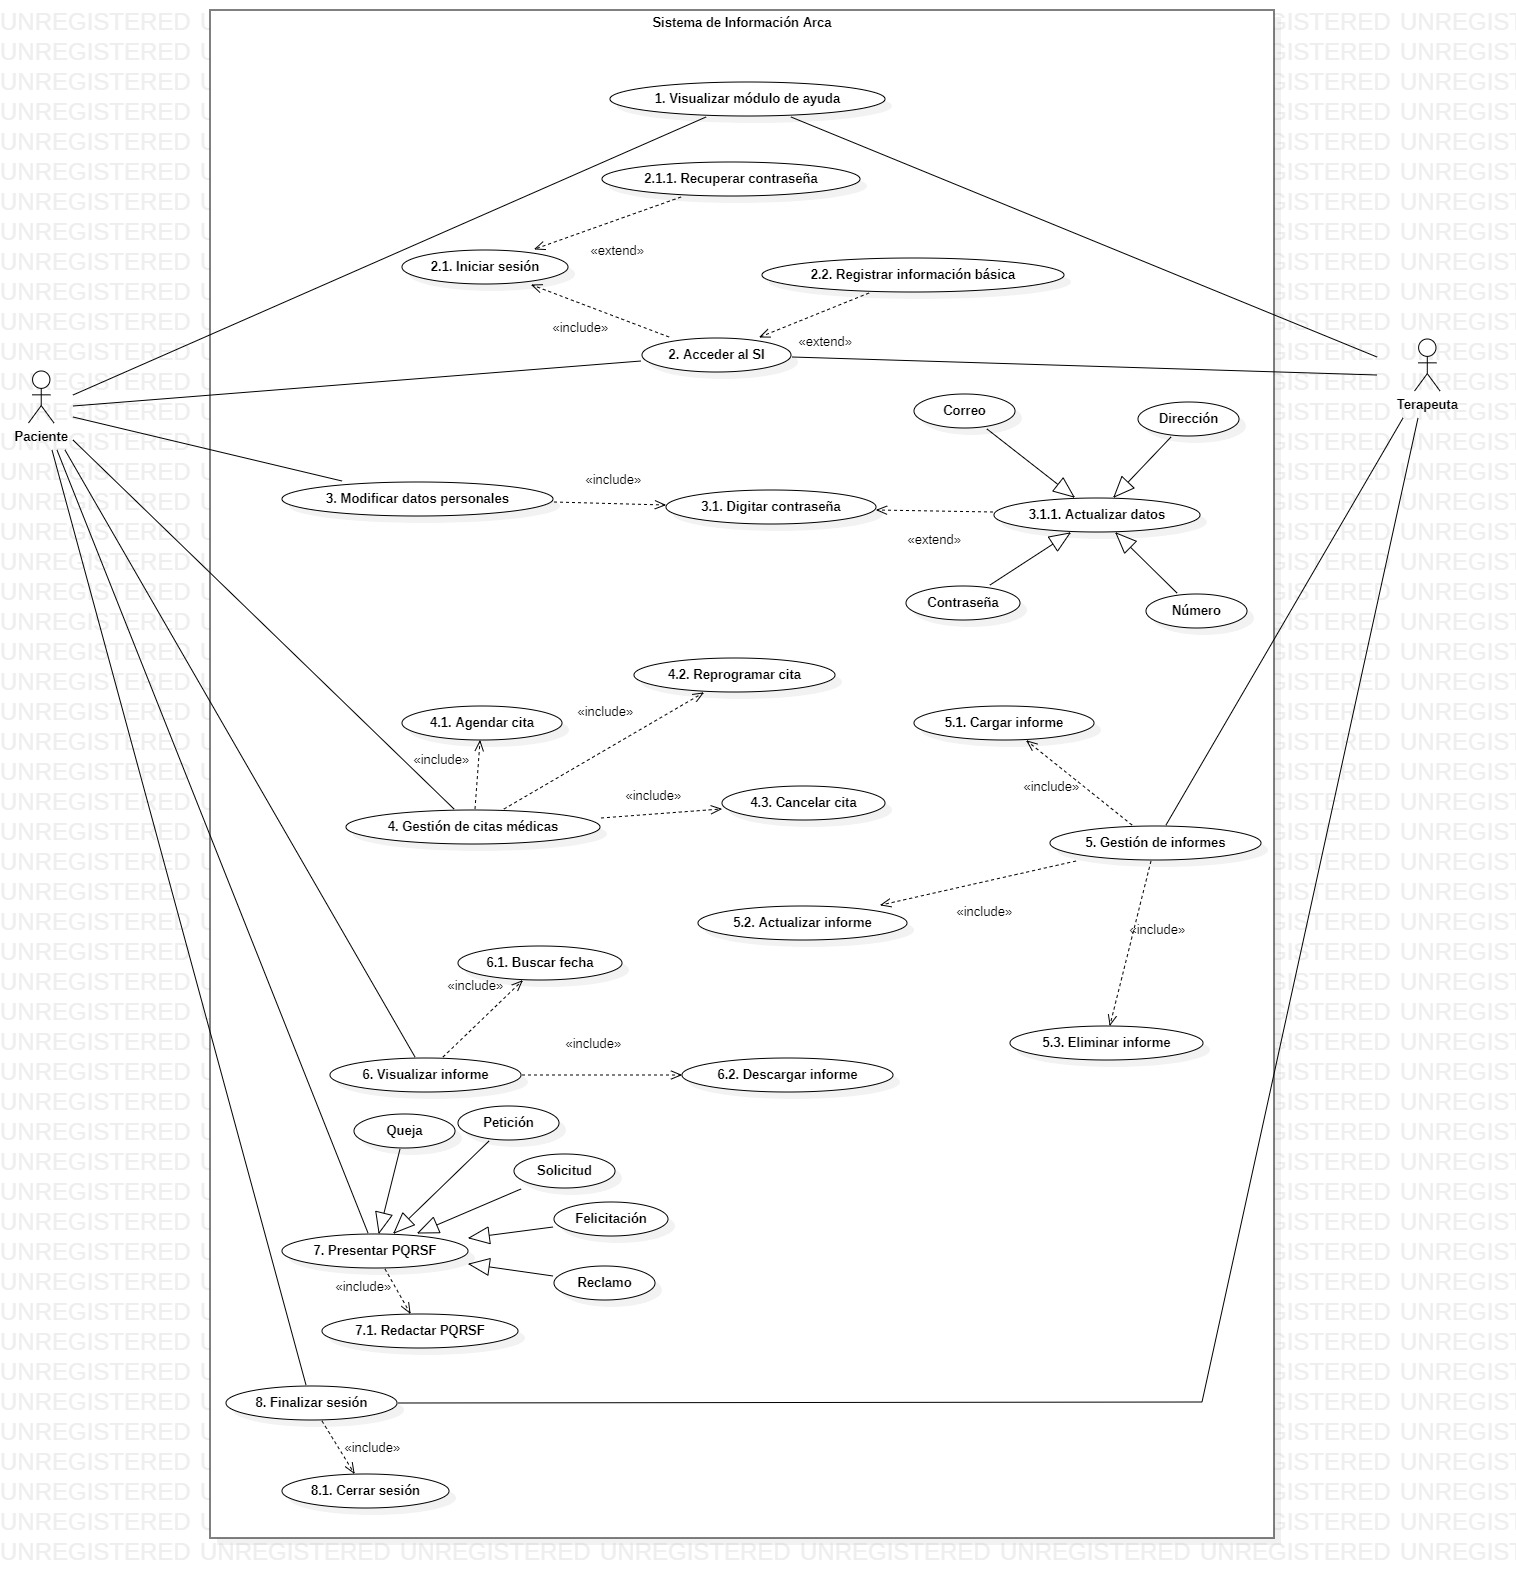 Sistema de Información Arca
1. Visualizar módulo de ayuda
2.1.1. Recuperar contraseña
«extend»
2.1. Iniciar sesión
2.2. Registrar información básica
«include»
«extend»
2. Acceder al SI
Paciente
Terapeuta
Correo
Dirección
«include»
3. Modificar datos personales
3.1. Digitar contraseña
3.1.1. Actualizar datos
«extend»
Contraseña
Número
4.2. Reprogramar cita
«include»
4.1. Agendar cita
5.1. Cargar informe
«include»
«include»
«include»
4.3. Cancelar cita
4. Gestión de citas médicas
5. Gestión de informes
«include»
5.2. Actualizar informe
«include»
6.1. Buscar fecha
«include»
«include»
5.3. Eliminar informe
6. Visualizar informe
6.2. Descargar informe
Queja
Petición
Solicitud
Felicitación
7. Presentar PQRSF
Reclamo
«include»
7.1. Redactar PQRSF
8. Finalizar sesión
«include»
8.1. Cerrar sesión
UNREGISTERED UNREGISTERED UNREGISTERED UNREGISTERED UNREGISTERED UNREGISTERED UNREGISTERED